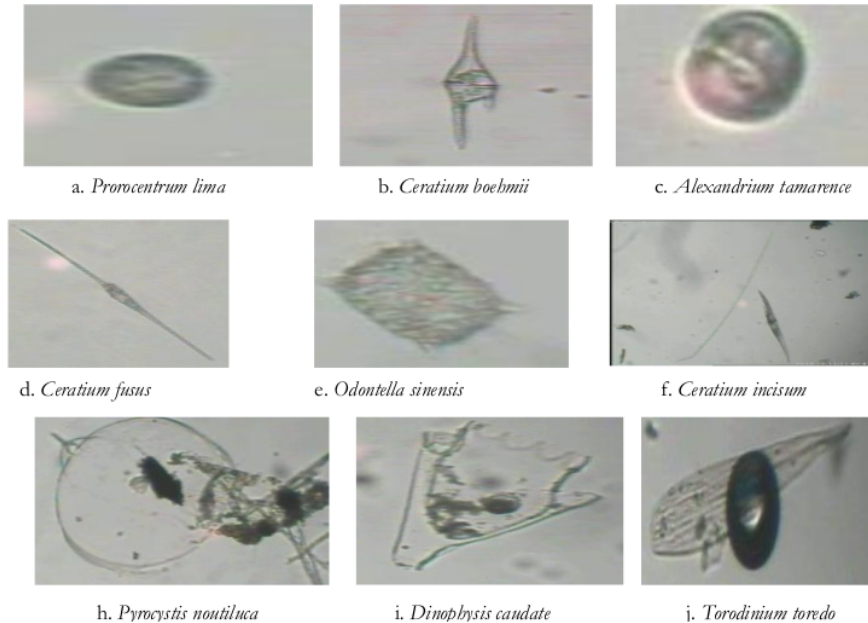 a. Prorocentrum lima b. Ceratium boehmii c. Alexandrium tamarence
d. Ceratium fusus e. Odontella sinensis f. Ceratium incisum
h. Pyrocystis noutiluca i. Dinophysis caudate j. Torodinium toredo